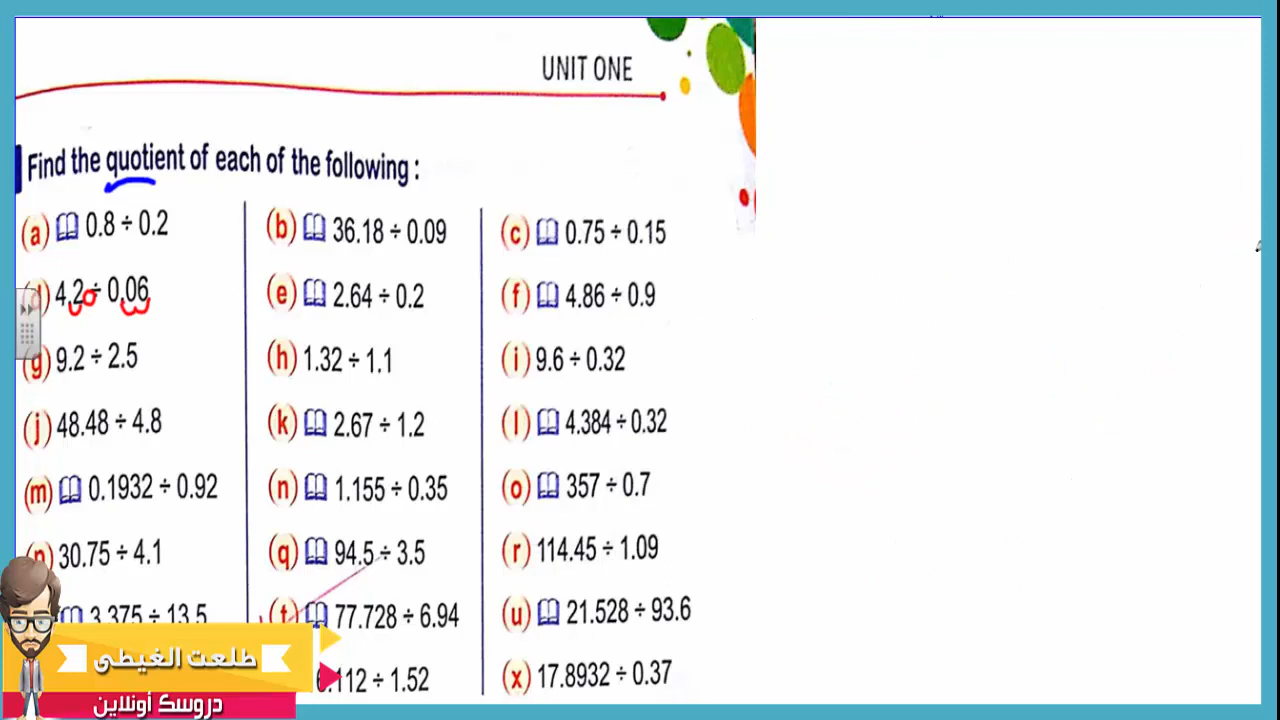 UNIT ONE
Find the quotient of each of the following :
(a) 0.8 ÷ 0.2
(b) 36.18 ÷ 0.09
(c) 0.75 ÷ 0.15
4.2 ÷ 0.06
(e) 2.64 ÷ 0.2
(f) 4.86 ÷ 0.9
(g) 9.2 ÷ 2.5
(h) 1.32 ÷ 1.1
(i) 9.6 ÷ 0.32
(j) 48.48 ÷ 4.8
(k) 2.67 ÷ 1.2
(l) 4.384 ÷ 0.32
(m) 0.1932 ÷ 0.92
(n) 1.155 ÷ 0.35
(o) 357 ÷ 0.7
30.75 ÷ 4.1
(q) 94.5 ÷ 3.5
(r) 114.45 ÷ 1.09
3.375 ÷ 13.5
(t) 77.728 ÷ 6.94
(u) 21.528 ÷ 93.6
.112 ÷ 1.52
(x) 17.8932 ÷ 0.37
طلعت الغيطى
دروسك أونلاين